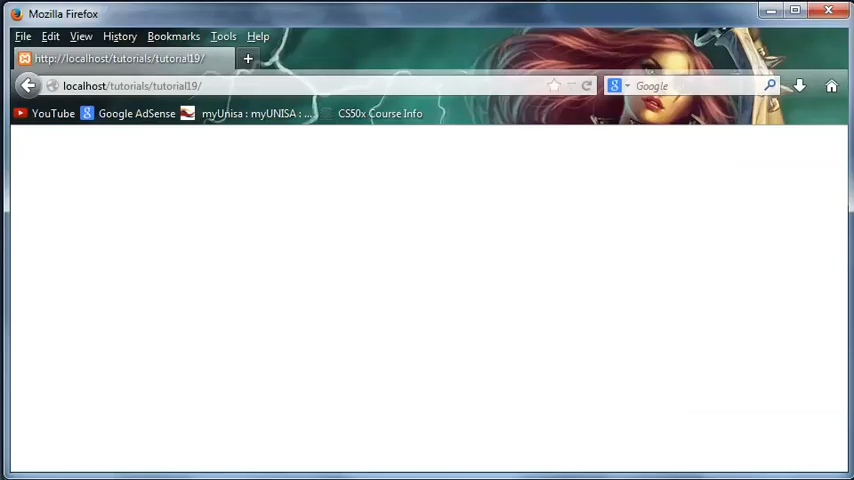 Mozilla Firefox
File Edit View History Bookmarks Tools Help
http://localhost/tutorials/tutorial19/ +
localhost/tutorials/tutorial19/ Google
YouTube Google AdSense myUnisa : myUNISA : ... CS50x Course Info